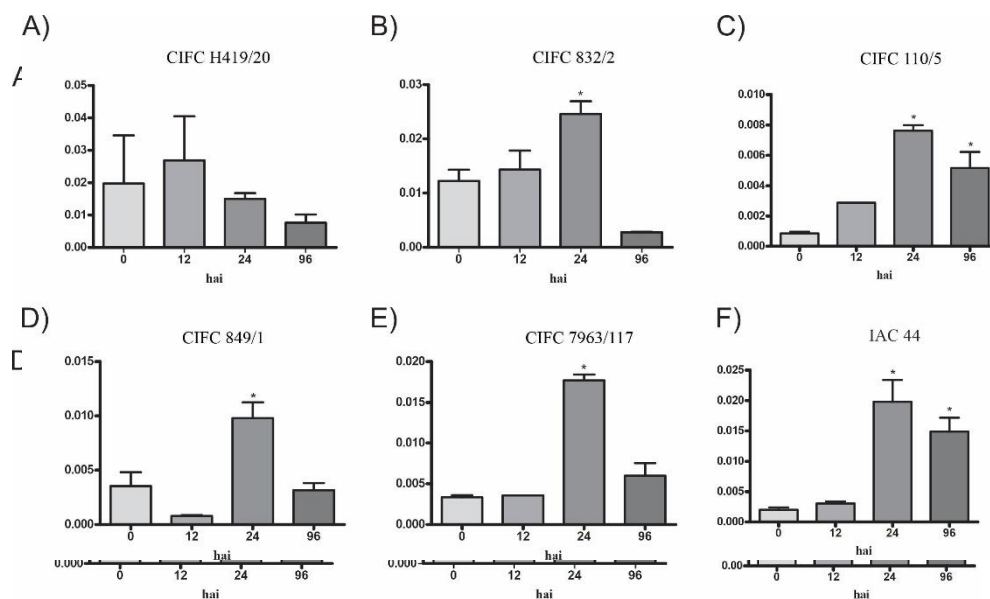 A) B) C)
CIFC H419/20 CIFC 832/2 CIFC 110/5
0.05 0.03 * 0.010
0.04 0.008 * *
0.03 0.02 0.006
0.02 0.01 0.004
0.01 0.002
0.00 0.00 0.000
0 12 24 96 0 12 24 96 0 12 24 96
hai hai hai
D) E) F)
CIFC 849/1 CIFC 7963/117 IAC 44
D
0.015 0.020 * 0.025 *
0.010 * 0.015 0.020 *
0.010 0.015
0.005 0.005 0.010
0.005
0.000 0.000 0.000
0 12 24 96 0 12 24 96 0 12 24 96
hai hai hai
0.000 0.000 0.00
0 12 24 96 0 12 24 96 0 12 24 96